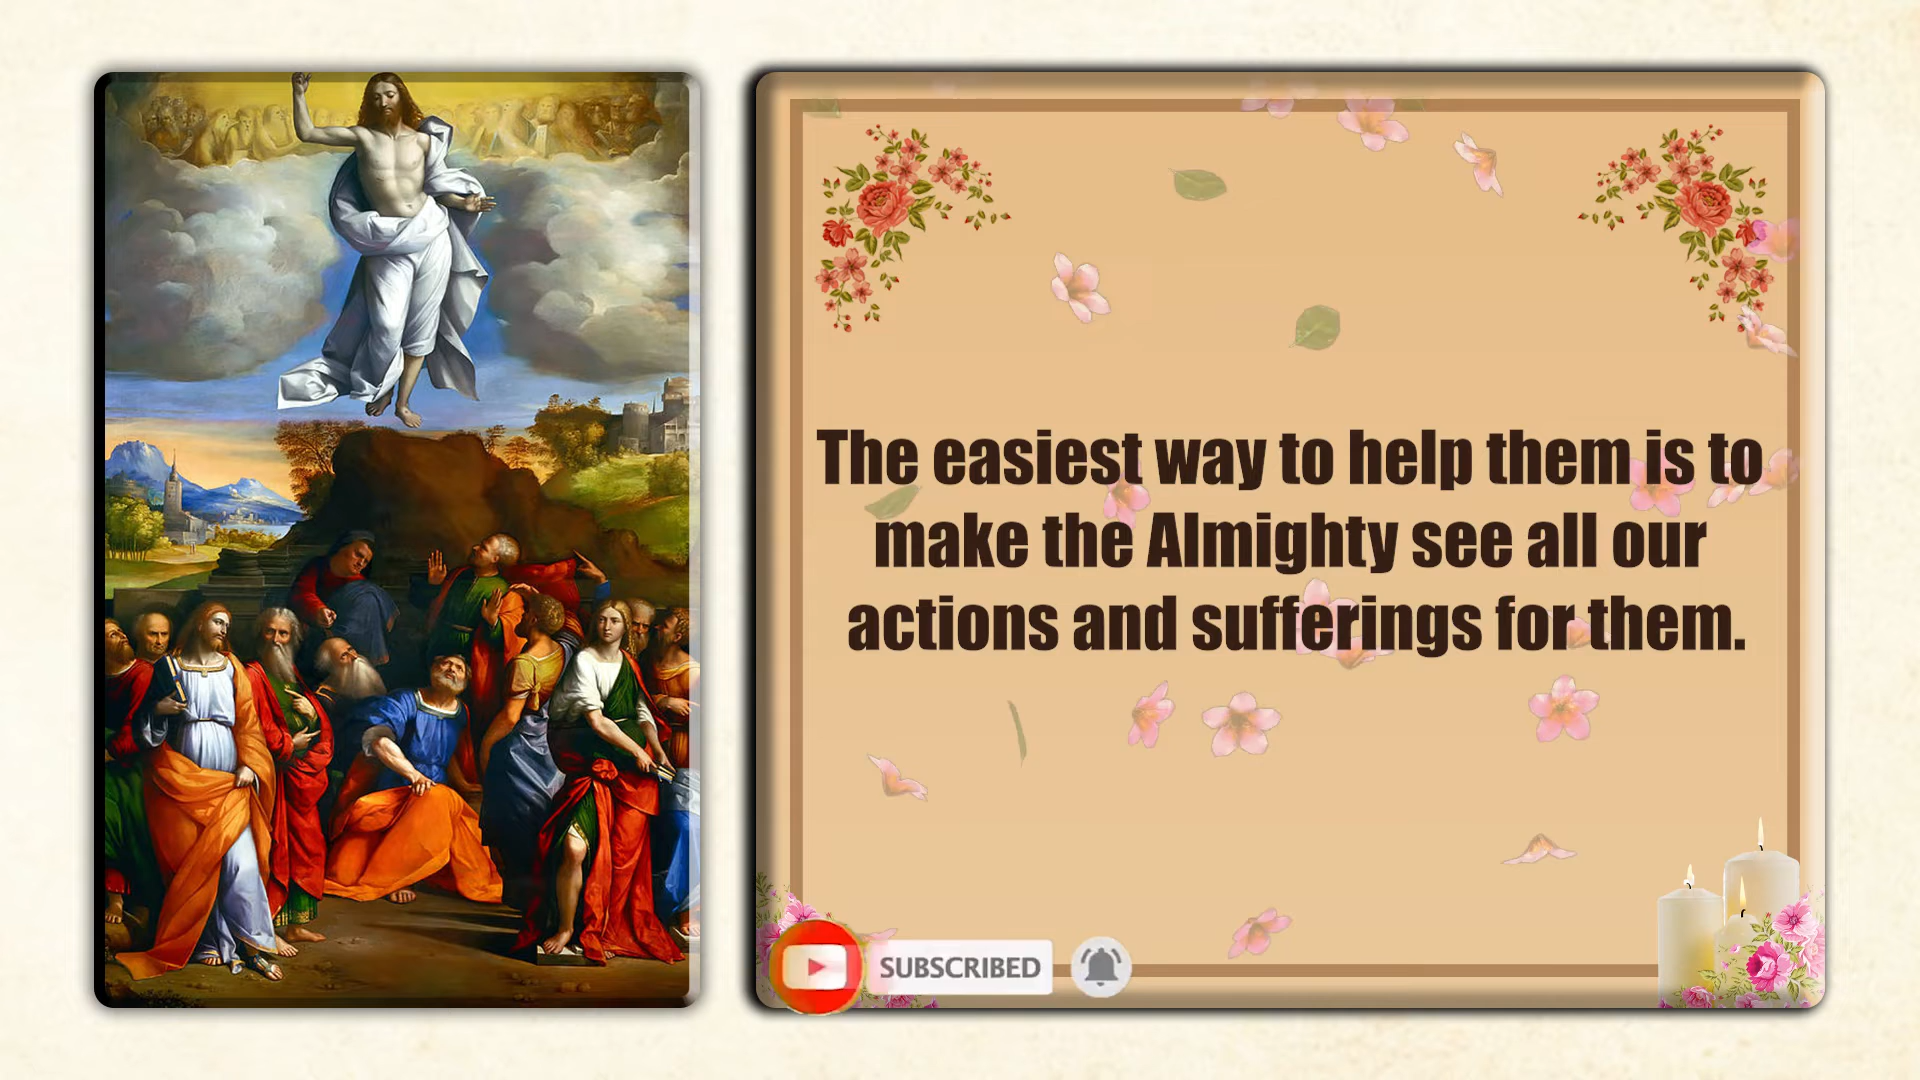 The easiest way to help them is to
make the Almighty see all our
actions and sufferings for them.
SUBSCRIBED